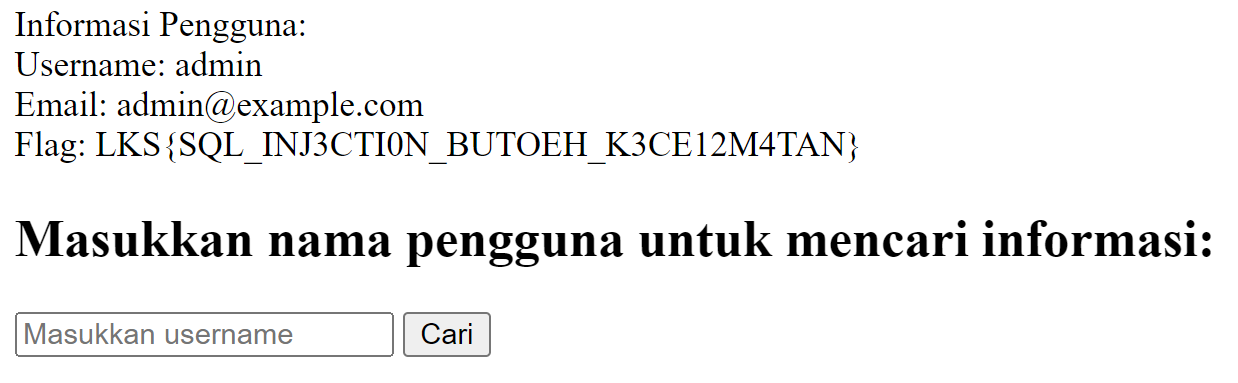 Informasi Pengguna:
Username: admin
Email: admin@example.com
Flag: LKS{SQL_INJ3CTI0N_BUTOEH_K3CE12M4TAN}
Masukkan nama pengguna untuk mencari informasi:
Masukkan username Cari